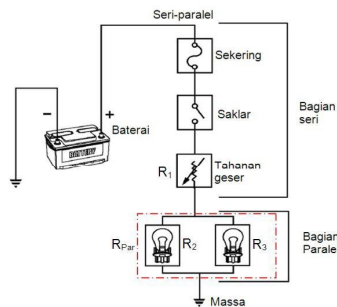 Seri-paralel
Sekering
Bagian
seri
Saklar
− +
Baterai
BATTERY
R1
Tahanan
geser
RPar
R2
R3
Bagian
Parale
Massa